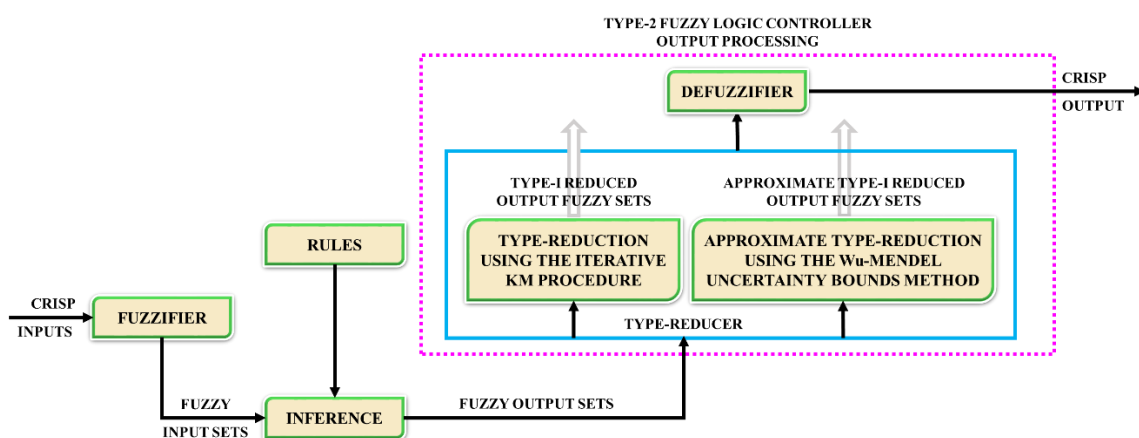 TYPE-2 FUZZY LOGIC CONTROLLER
OUTPUT PROCESSING
DEFUZZIFIER
CRISP
OUTPUT
TYPE-I REDUCED
OUTPUT FUZZY SETS
APPROXIMATE TYPE-I REDUCED
OUTPUT FUZZY SETS
TYPE-REDUCTION
USING THE ITERATIVE
KM PROCEDURE
APPROXIMATE TYPE-REDUCTION
USING THE Wu-MENDEL
UNCERTAINTY BOUNDS METHOD
RULES
CRISP
INPUTS
FUZZIFIER
TYPE-REDUCER
FUZZY
INPUT SETS
INFERENCE
FUZZY OUTPUT SETS